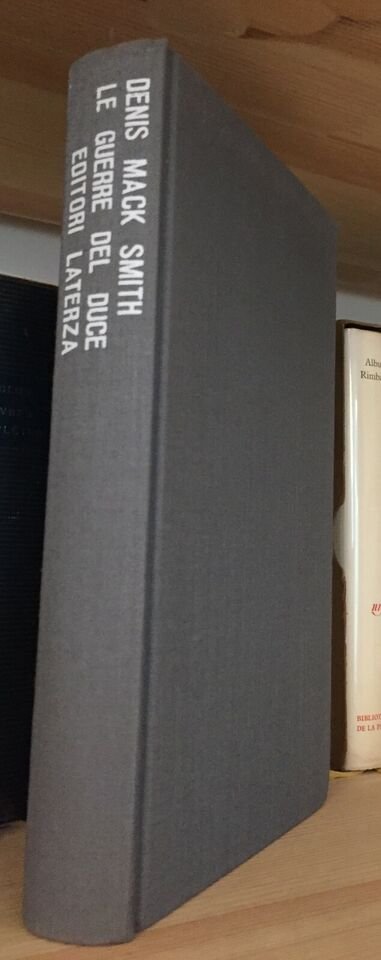 DENIS MACK SMITH
LE GUERRE DEL DUCE
EDITORI LATERZA